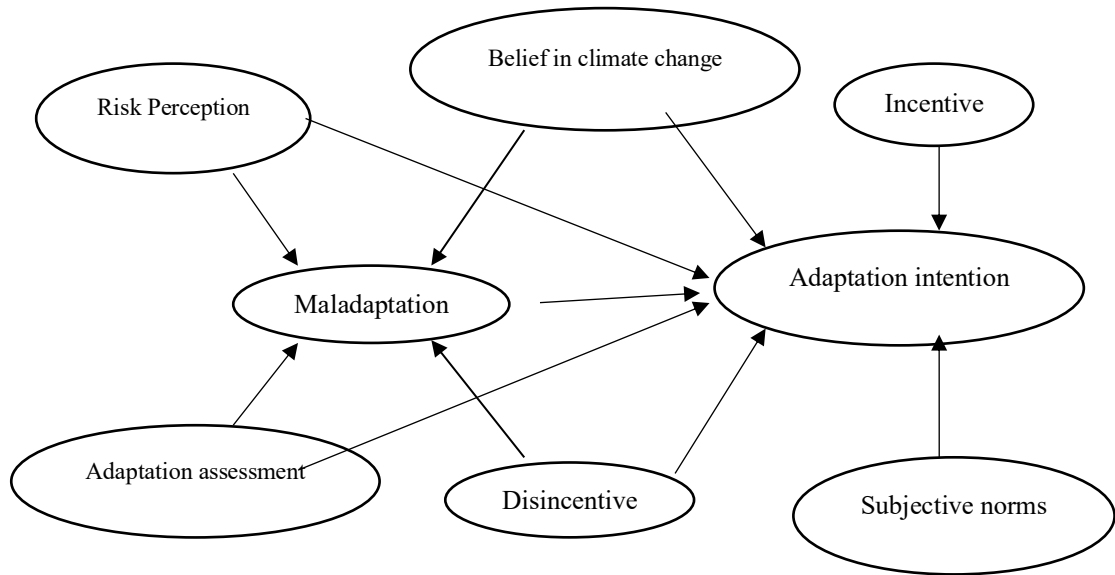 Belief in climate change
Risk Perception
Incentive
Adaptation intention
Maladaptation
Adaptation assessment
Disincentive
Subjective norms